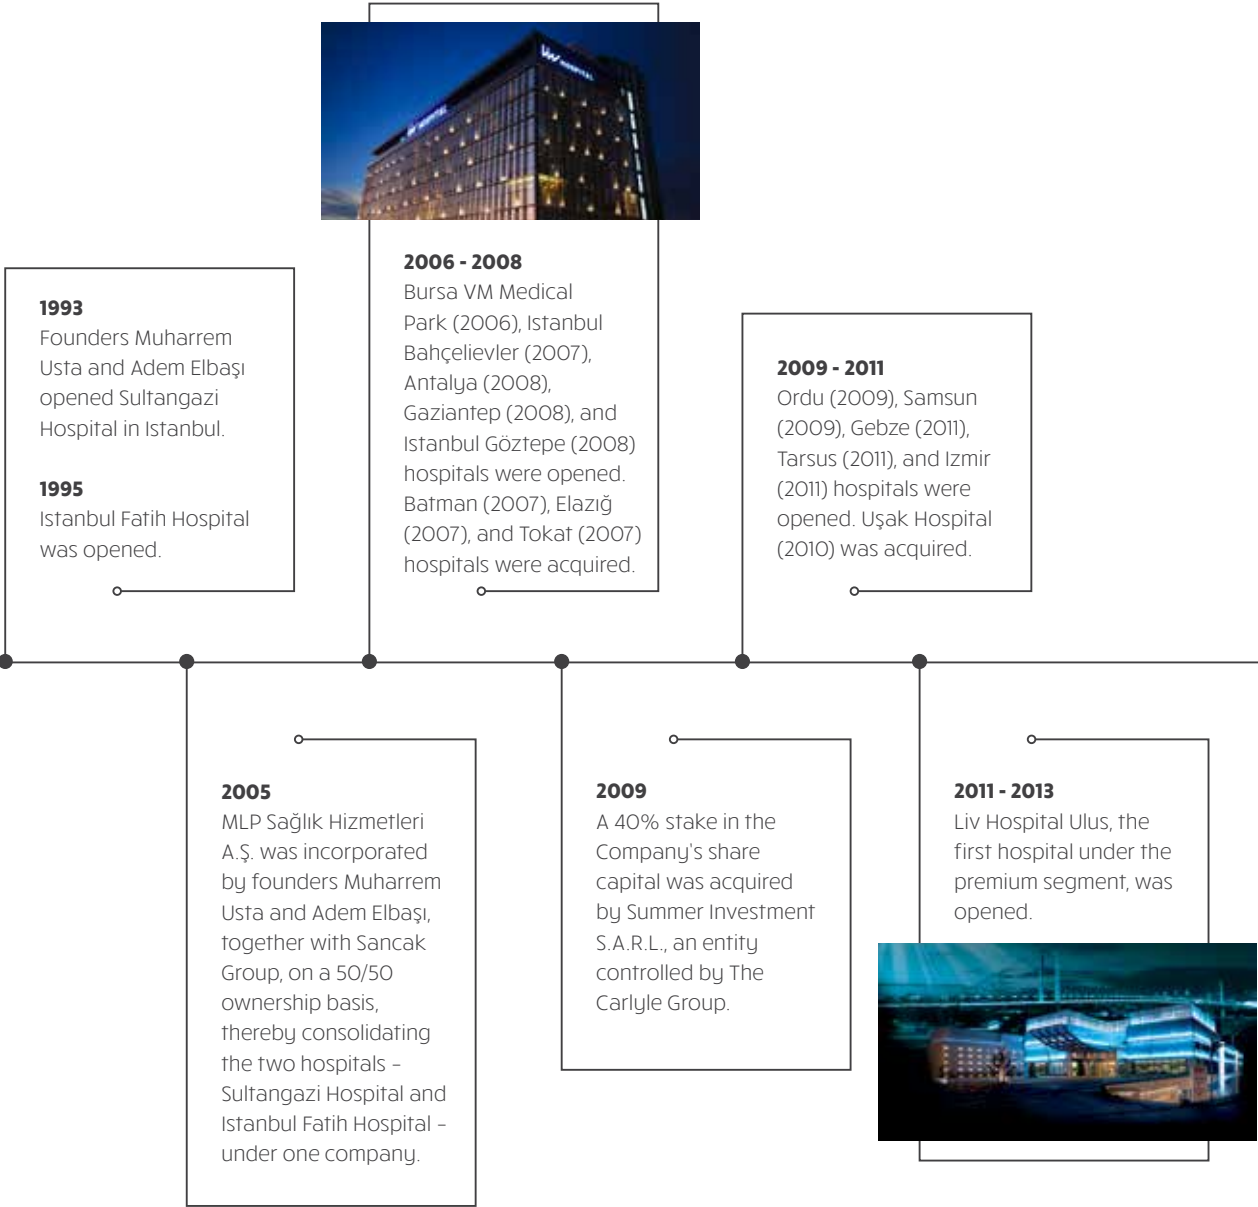 Liv HOSPITAL
Liv HOSPITAL
1993
Founders Muharrem
Usta and Adem Elbaşı
opened Sultangazi
Hospital in Istanbul.
1995
Istanbul Fatih Hospital
was opened.
2006 - 2008
Bursa VM Medical
Park (2006), Istanbul
Bahçelievler (2007),
Antalya (2008),
Gaziantep (2008), and
Istanbul Göztepe (2008)
hospitals were opened.
Batman (2007), Elazığ
(2007), and Tokat (2007)
hospitals were acquired.
2009 - 2011
Ordu (2009), Samsun
(2009), Gebze (2011),
Tarsus (2011), and Izmir
(2011) hospitals were
opened. Uşak Hospital
(2010) was acquired.
2005
MLP Sağlık Hizmetleri
A.Ş. was incorporated
by founders Muharrem
Usta and Adem Elbaşı,
together with Sancak
Group, on a 50/50
ownership basis,
thereby consolidating
the two hospitals –
Sultangazi Hospital and
Istanbul Fatih Hospital –
under one company.
2009
A 40% stake in the
Company's share
capital was acquired
by Summer Investment
S.A.R.L., an entity
controlled by The
Carlyle Group.
2011 - 2013
Liv Hospital Ulus, the
first hospital under the
premium segment, was
opened.